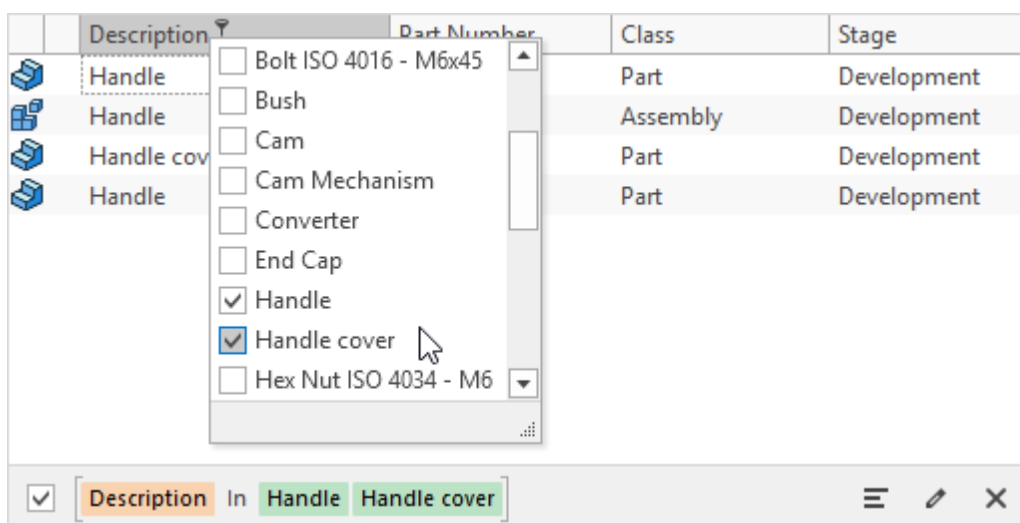 Description Part Number Class Stage
Handle Part Development
Handle Assembly Development
Handle cov Part Development
Handle Part Development
Bolt ISO 4016 - M6x45
Bush
Cam
Cam Mechanism
Converter
End Cap
Handle
Handle cover
Hex Nut ISO 4034 - M6
Description In Handle Handle cover